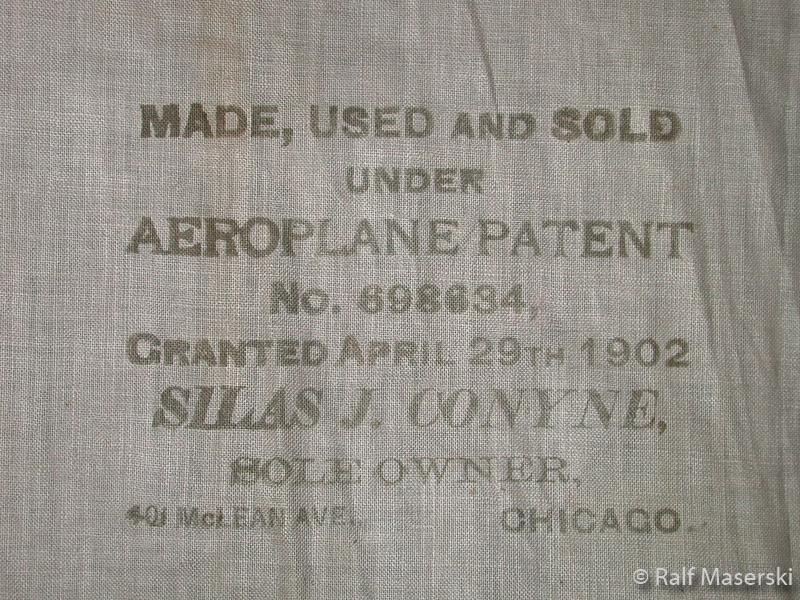 MADE, USED AND SOLD
UNDER
AEROPLANE PATENT
No. 698634,
GRANTED APRIL 29TH 1902
SILAS J. CONYNE,
SOLE OWNER,
401 McLEAN AVE., CHICAGO.
© Ralf Maserski